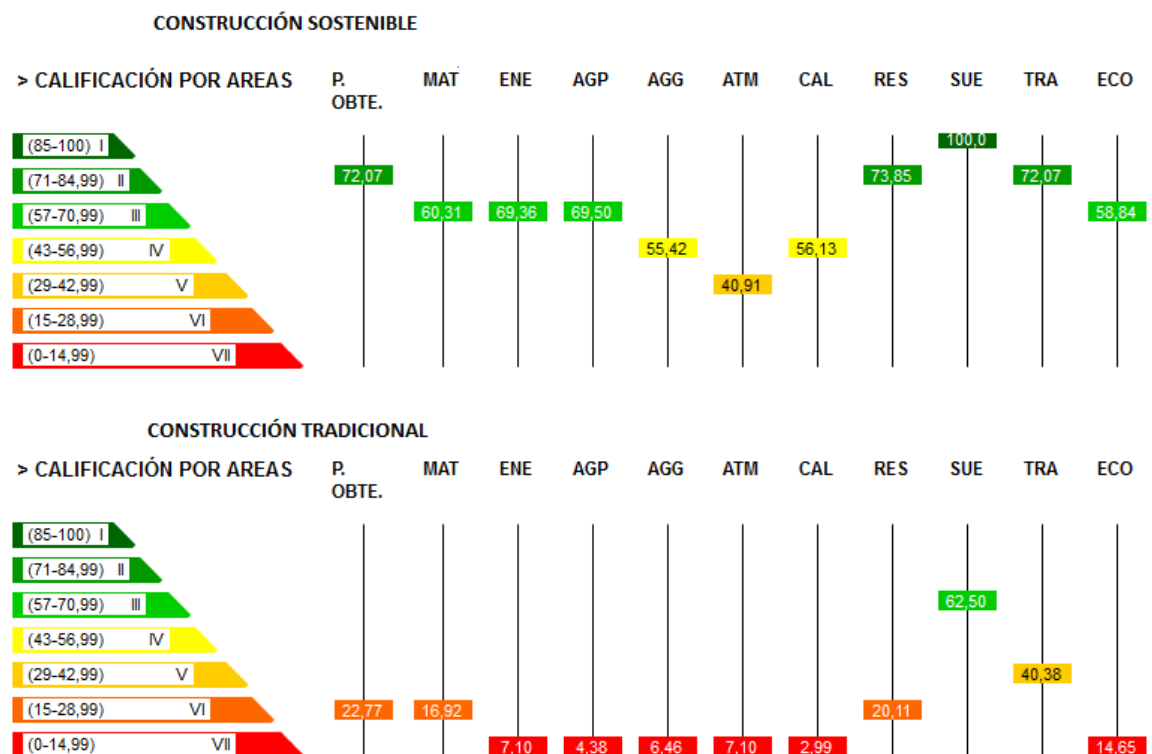 CONSTRUCCIÓN SOSTENIBLE
> CALIFICACIÓN POR AREAS P. OBTE. MAT ENE AGP AGG ATM CAL RES SUE TRA ECO
(85-100) I 100,0
(71-84,99) II 72,07 73,85 72,07
(57-70,99) III 60,31 69,36 69,50 58,84
(43-56,99) IV 55,42 56,13
(29-42,99) V 40,91
(15-28,99) VI
(0-14,99) VII
CONSTRUCCIÓN TRADICIONAL
> CALIFICACIÓN POR AREAS P. OBTE. MAT ENE AGP AGG ATM CAL RES SUE TRA ECO
(85-100) I
(71-84,99) II
(57-70,99) III 62,50
(43-56,99) IV
(29-42,99) V 40,38
(15-28,99) VI 22,77 16,92 20,11
(0-14,99) VII 7,10 4,38 6,46 7,10 2,99 14,65